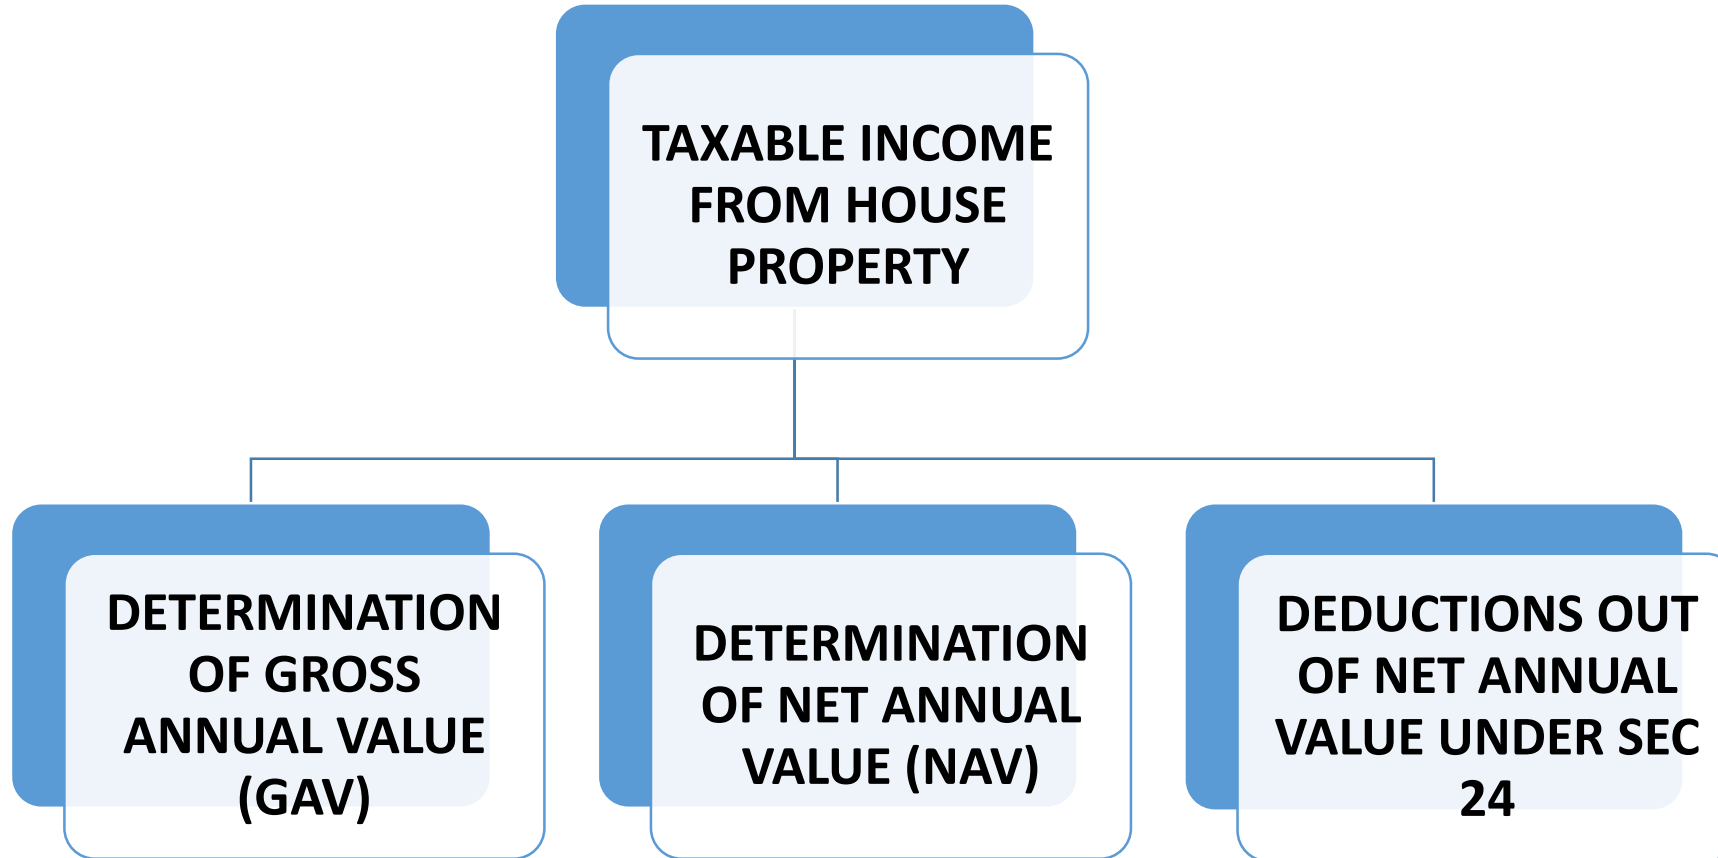 TAXABLE INCOME
FROM HOUSE
PROPERTY
DETERMINATION
OF GROSS
ANNUAL VALUE
(GAV)
DETERMINATION
OF NET ANNUAL
VALUE (NAV)
DEDUCTIONS OUT
OF NET ANNUAL
VALUE UNDER SEC
24